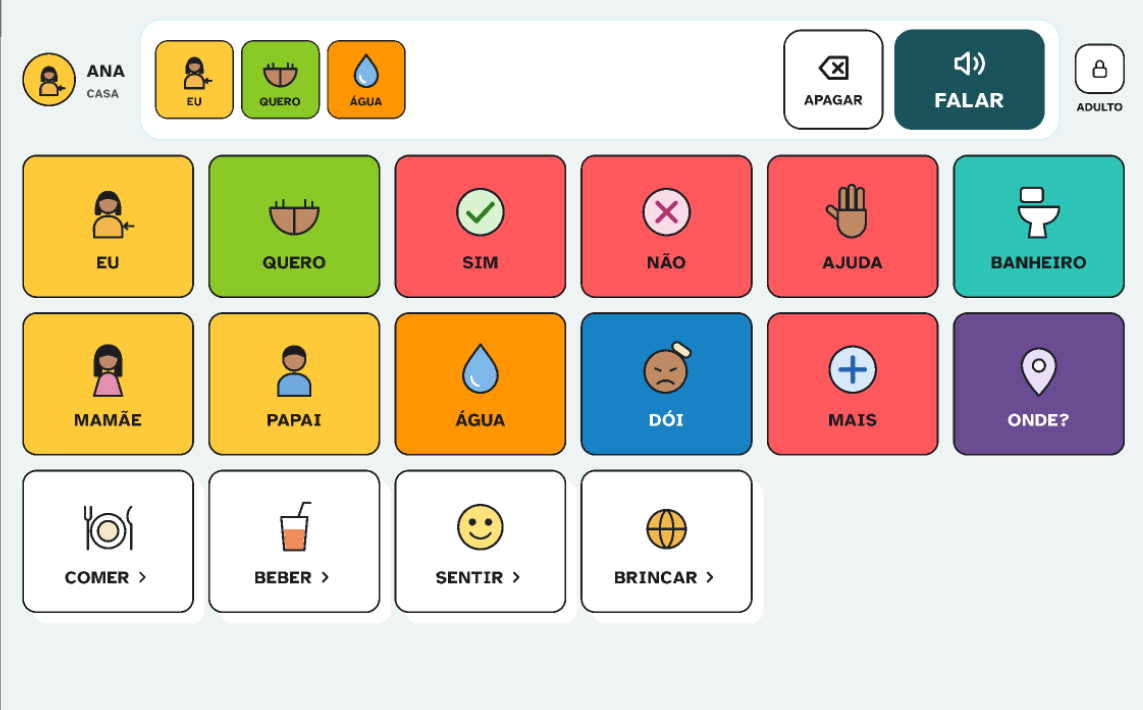 ANA
CASA
EU
QUERO
ÁGUA
APAGAR
FALAR
ADULTO
EU
QUERO
SIM
NÃO
AJUDA
BANHEIRO
MAMÃE
PAPAI
ÁGUA
DÓI
MAIS
ONDE?
COMER >
BEBER >
SENTIR >
BRINCAR >